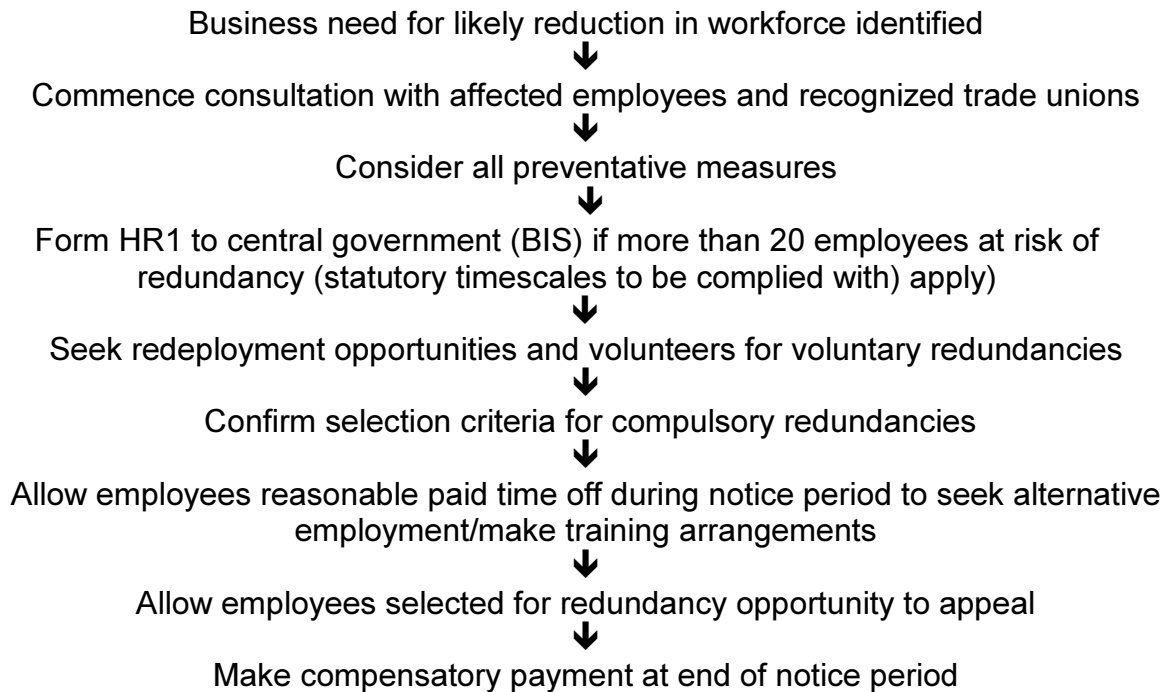 Business need for likely reduction in workforce identified
Commence consultation with affected employees and recognized trade unions
Consider all preventative measures
Form HR1 to central government (BIS) if more than 20 employees at risk of
redundancy (statutory timescales to be complied with) apply)
Seek redeployment opportunities and volunteers for voluntary redundancies
Confirm selection criteria for compulsory redundancies
Allow employees reasonable paid time off during notice period to seek alternative
employment/make training arrangements
Allow employees selected for redundancy opportunity to appeal
Make compensatory payment at end of notice period